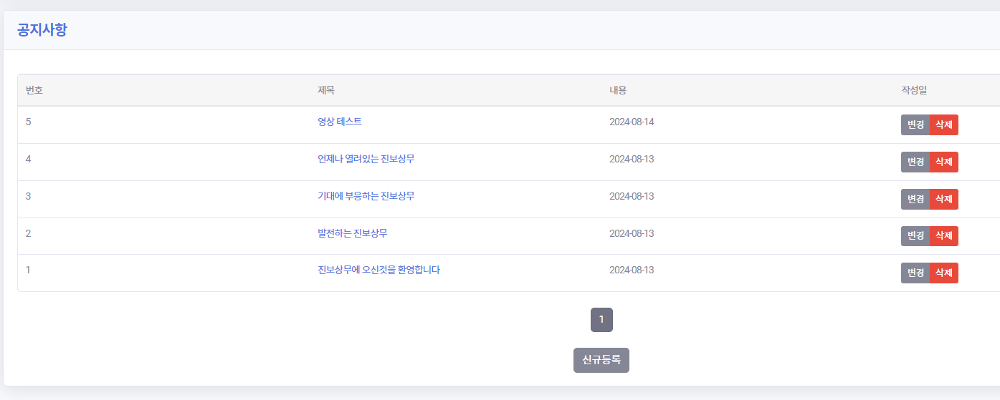 공지사항
번호 제목 내용 작성일
5 영상 테스트 2024-08-14 변경 삭제
4 언제나 열려있는 진보상무 2024-08-13 변경 삭제
3 기대에 부응하는 진보상무 2024-08-13 변경 삭제
2 발전하는 진보상무 2024-08-13 변경 삭제
1 진보상무에 오신것을 환영합니다 2024-08-13 변경 삭제
1
신규등록